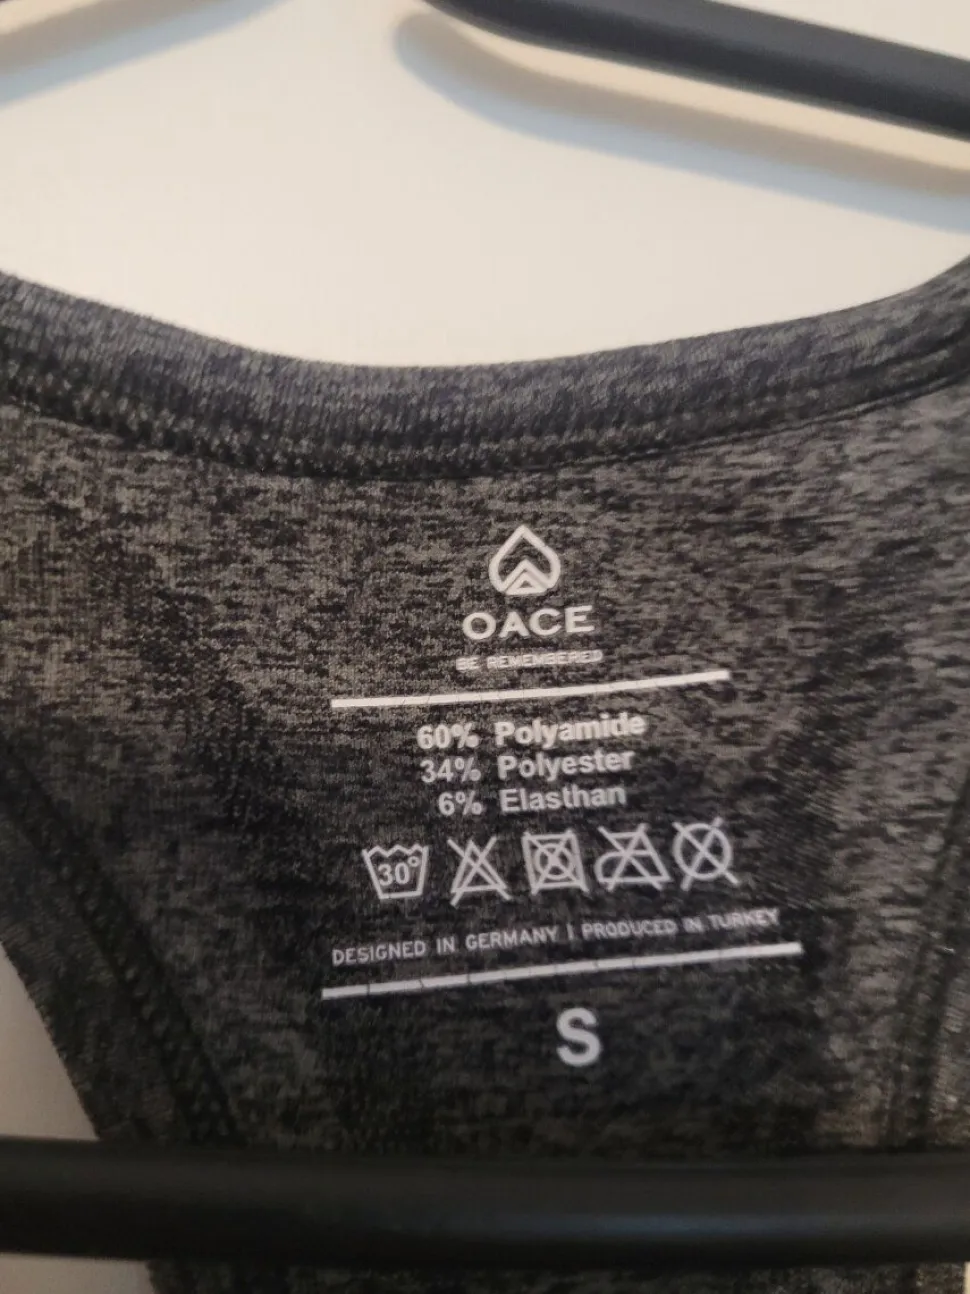 OACE
BE REMEMBERED
60% Polyamide
34% Polyester
6% Elasthan
30°
DESIGNED IN GERMANY | PRODUCED IN TURKEY
S